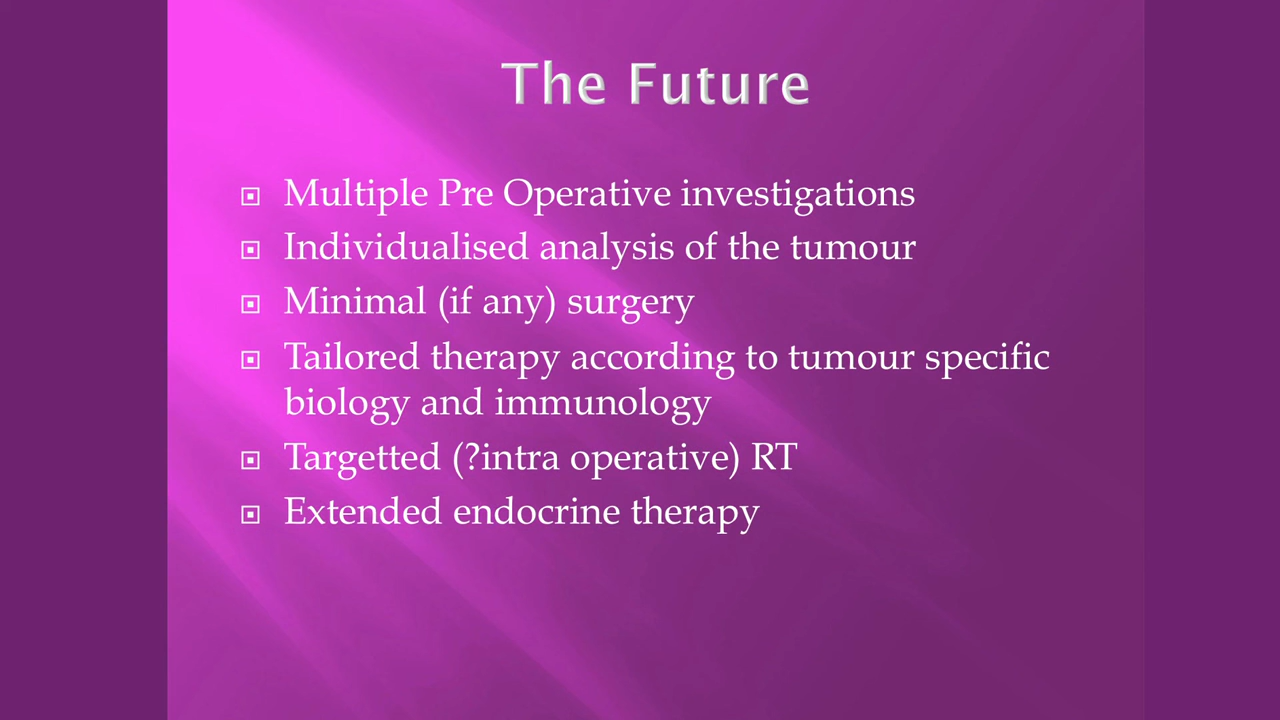 The Future
Multiple Pre Operative investigations
Individualised analysis of the tumour
Minimal (if any) surgery
Tailored therapy according to tumour specific
biology and immunology
Targetted (?intra operative) RT
Extended endocrine therapy